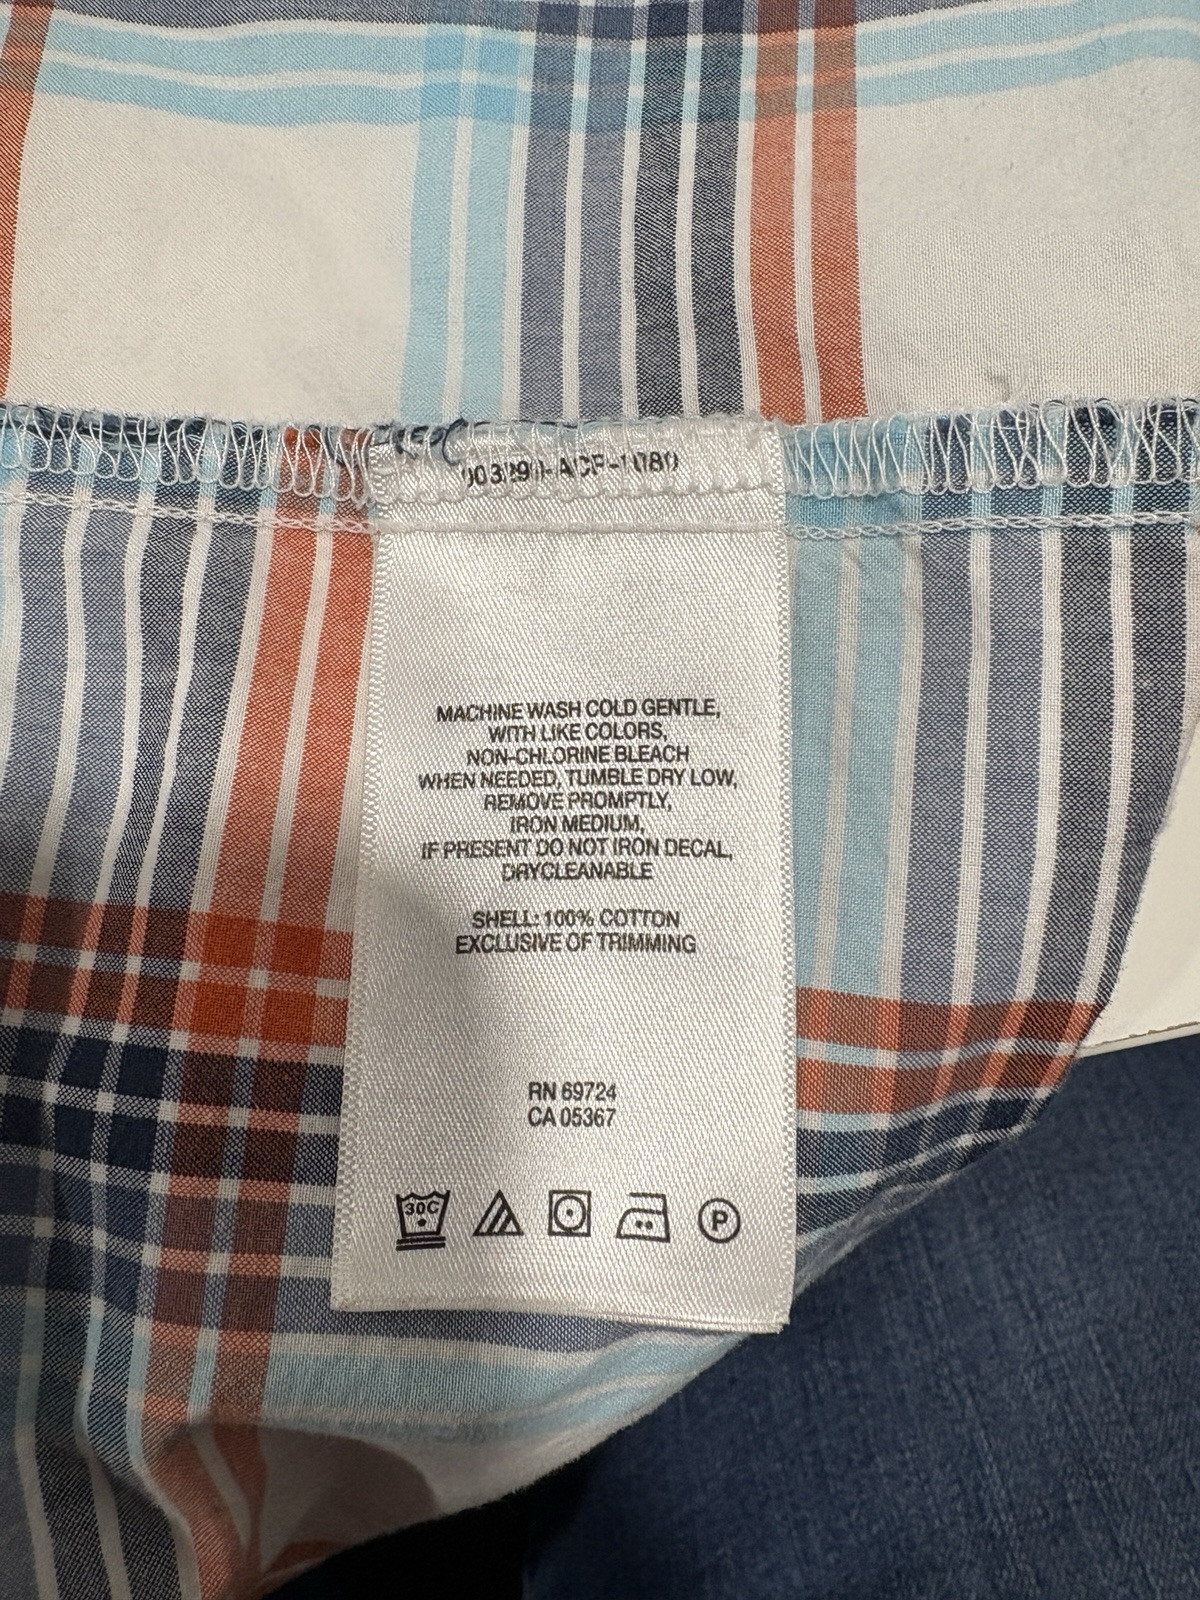 MACHINE WASH COLD GENTLE,
WITH LIKE COLORS,
NON-CHLORINE BLEACH
WHEN NEEDED, TUMBLE DRY LOW,
REMOVE PROMPTLY,
IRON MEDIUM,
IF PRESENT DO NOT IRON DECAL,
DRYCLEANABLE
SHELL: 100% COTTON
EXCLUSIVE OF TRIMMING
RN 69724
CA 05367
30C P